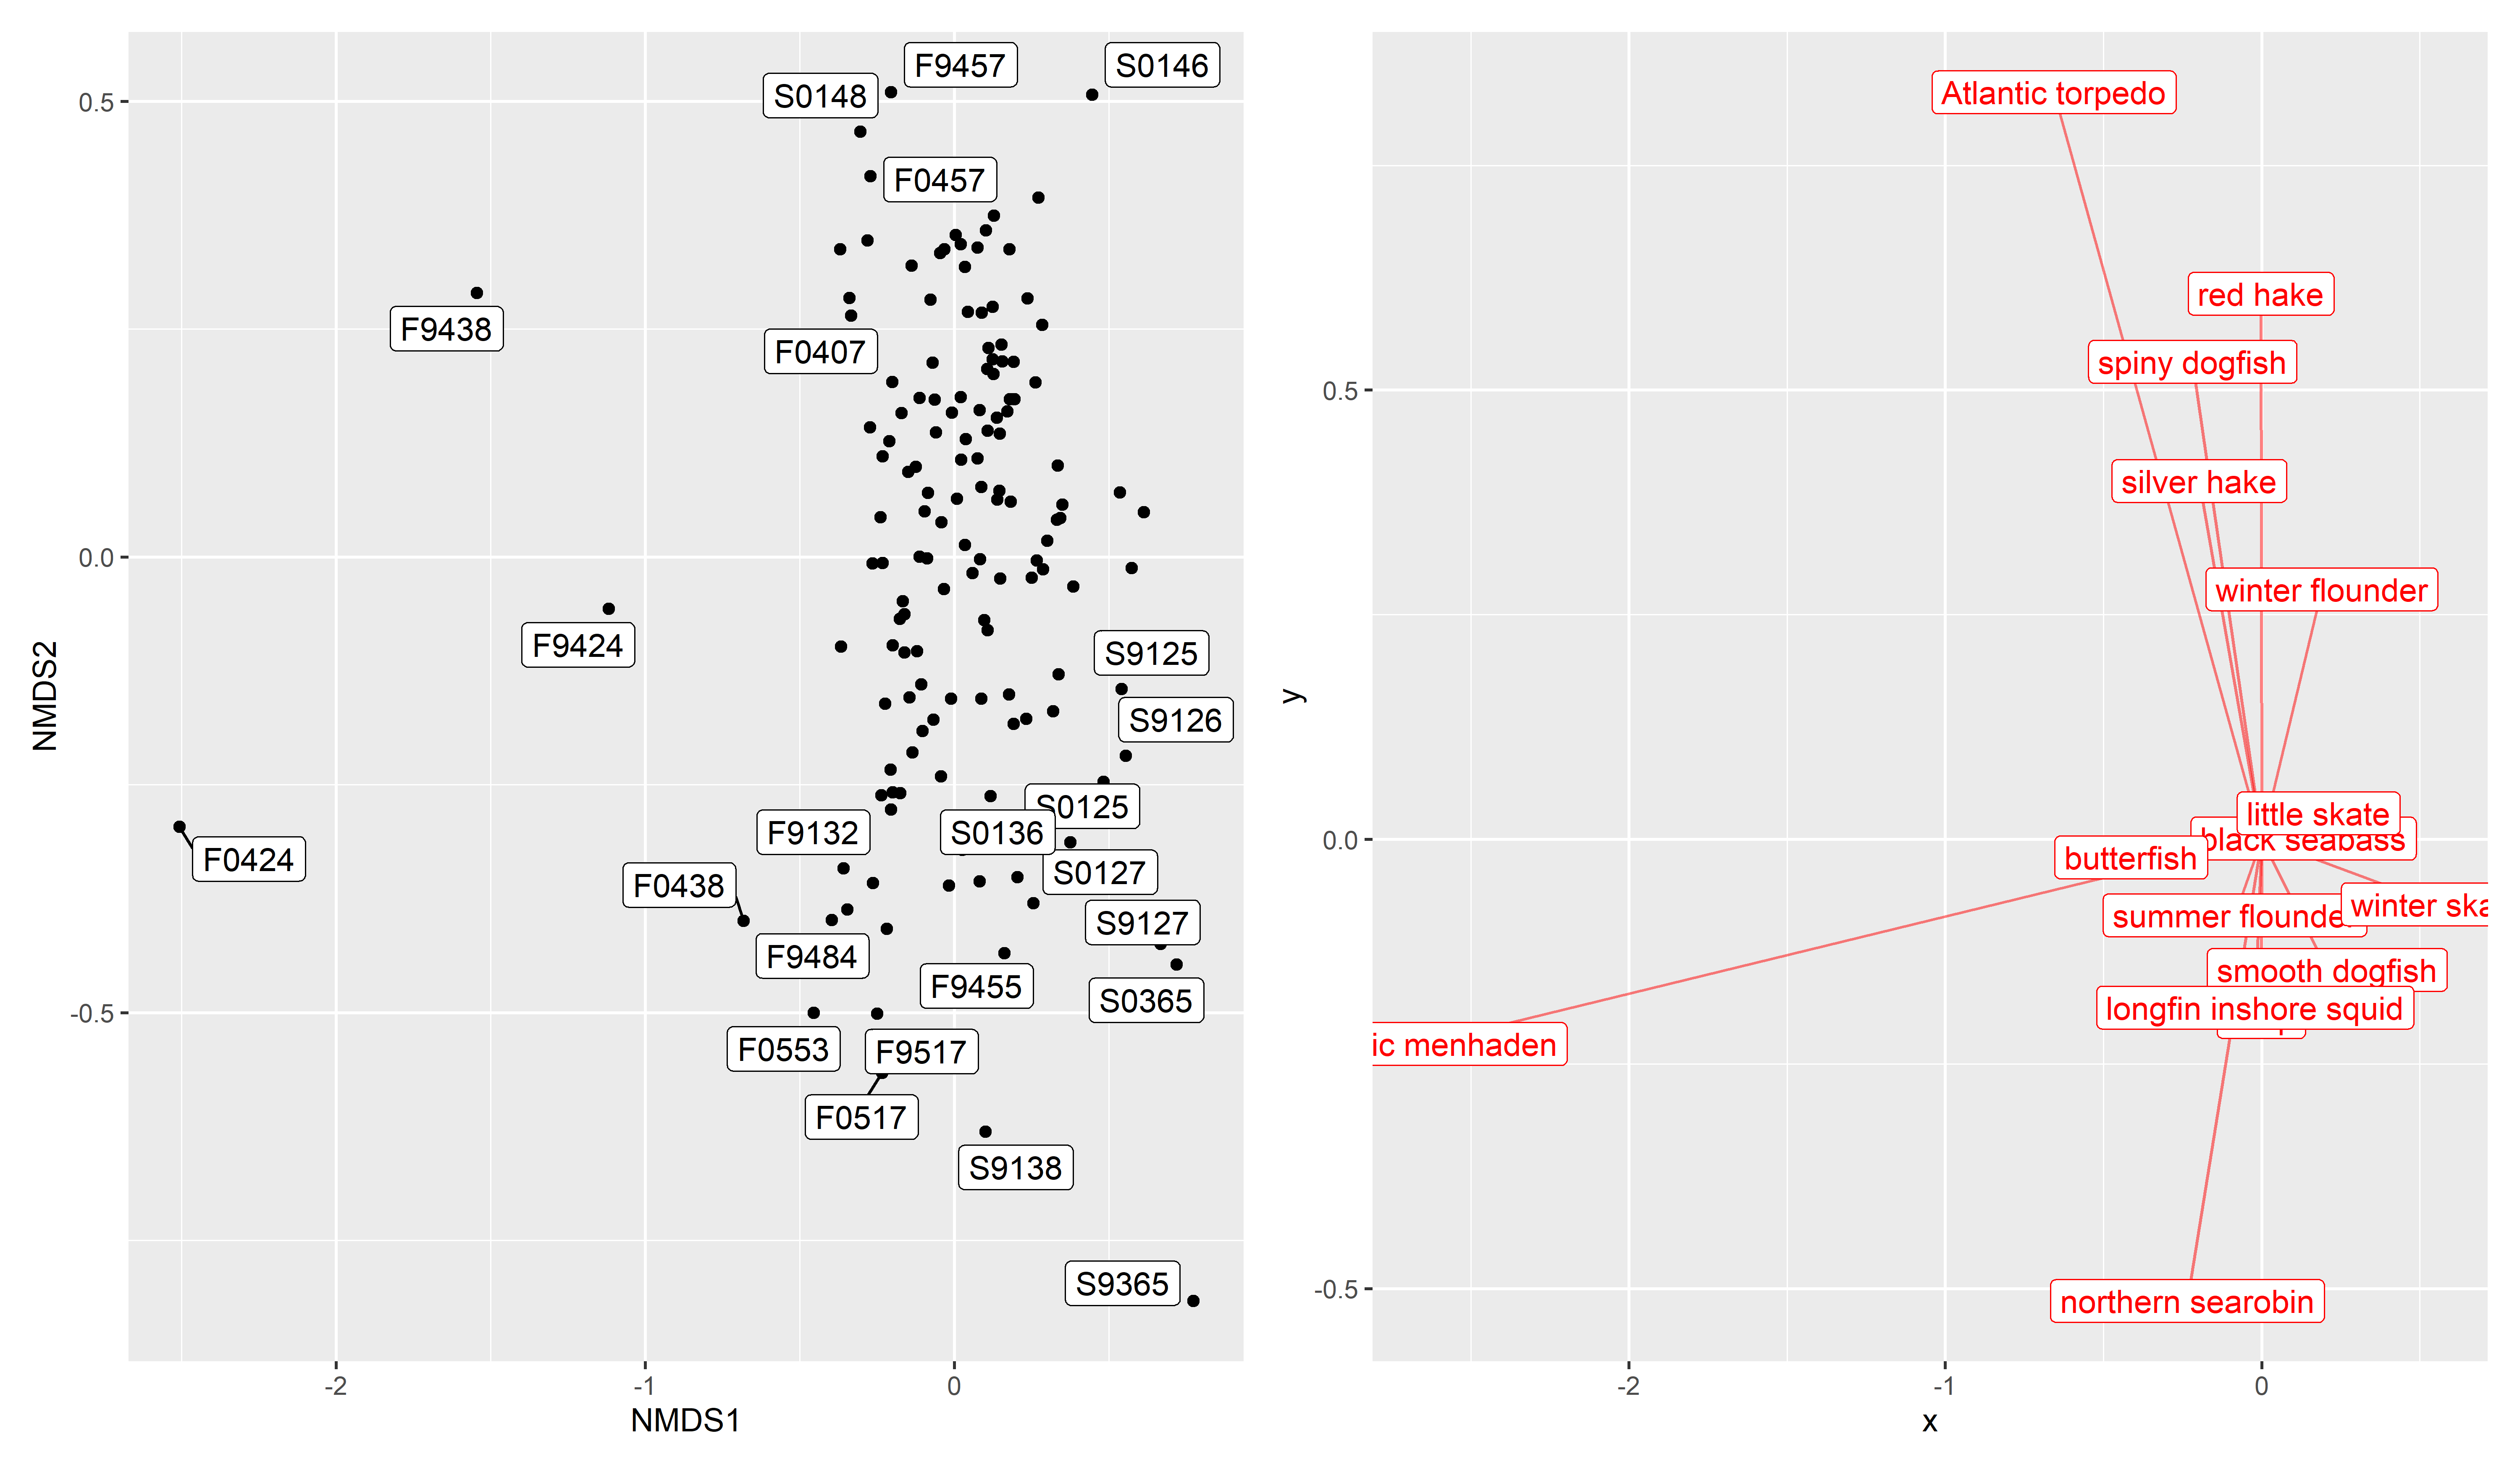 F9457
S0146
S0148
0.5
F0457
F9438
F0407
0.0
F9424
S9125
S9126
S0125
F9132
S0136
F0424
S0127
F0438
S9127
F9484
F9455
S0365
-0.5
F0553
F9517
F0517
S9138
S9365
NMDS2
-2
-1
0
NMDS1
Atlantic torpedo
red hake
spiny dogfish
0.5
silver hake
winter flounder
little skate
0.0
black seabass
butterfish
winter ska
summer flounder
smooth dogfish
longfin inshore squid
ic menhaden
-0.5
northern searobin
y
-2
-1
0
x